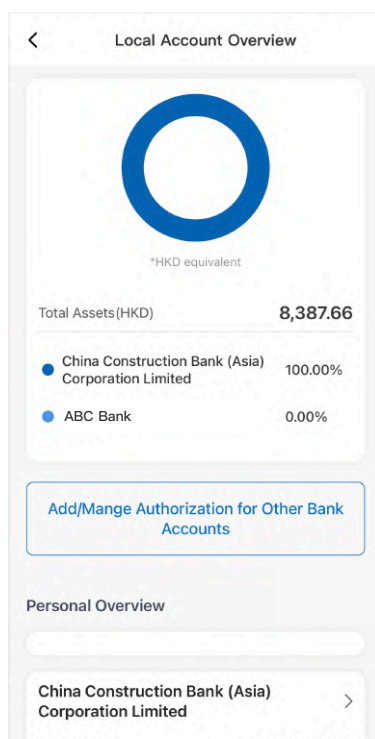 Local Account Overview
*HKD equivalent
Total Assets(HKD) 8,387.66
China Construction Bank (Asia)
Corporation Limited 100.00%
ABC Bank 0.00%
Add/Mange Authorization for Other Bank
Accounts
Personal Overview
China Construction Bank (Asia)
Corporation Limited